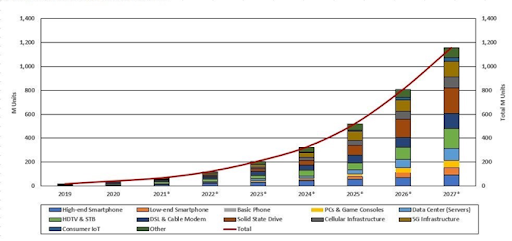 1,400 1,400
1,200 1,200
1,000 1,000
800 800
600 600
400 400
200 200
0 0
M Units
Total M Units
2019 2020 2021* 2022* 2023* 2024* 2025* 2026* 2027*
High-end Smartphone Low-end Smartphone Basic Phone PCs & Game Consoles Data Center (Servers)
HDTV & STB DSL & Cable Modem Solid State Drive Cellular Infrastructure 5G Infrastructure
Consumer IoT Other Total